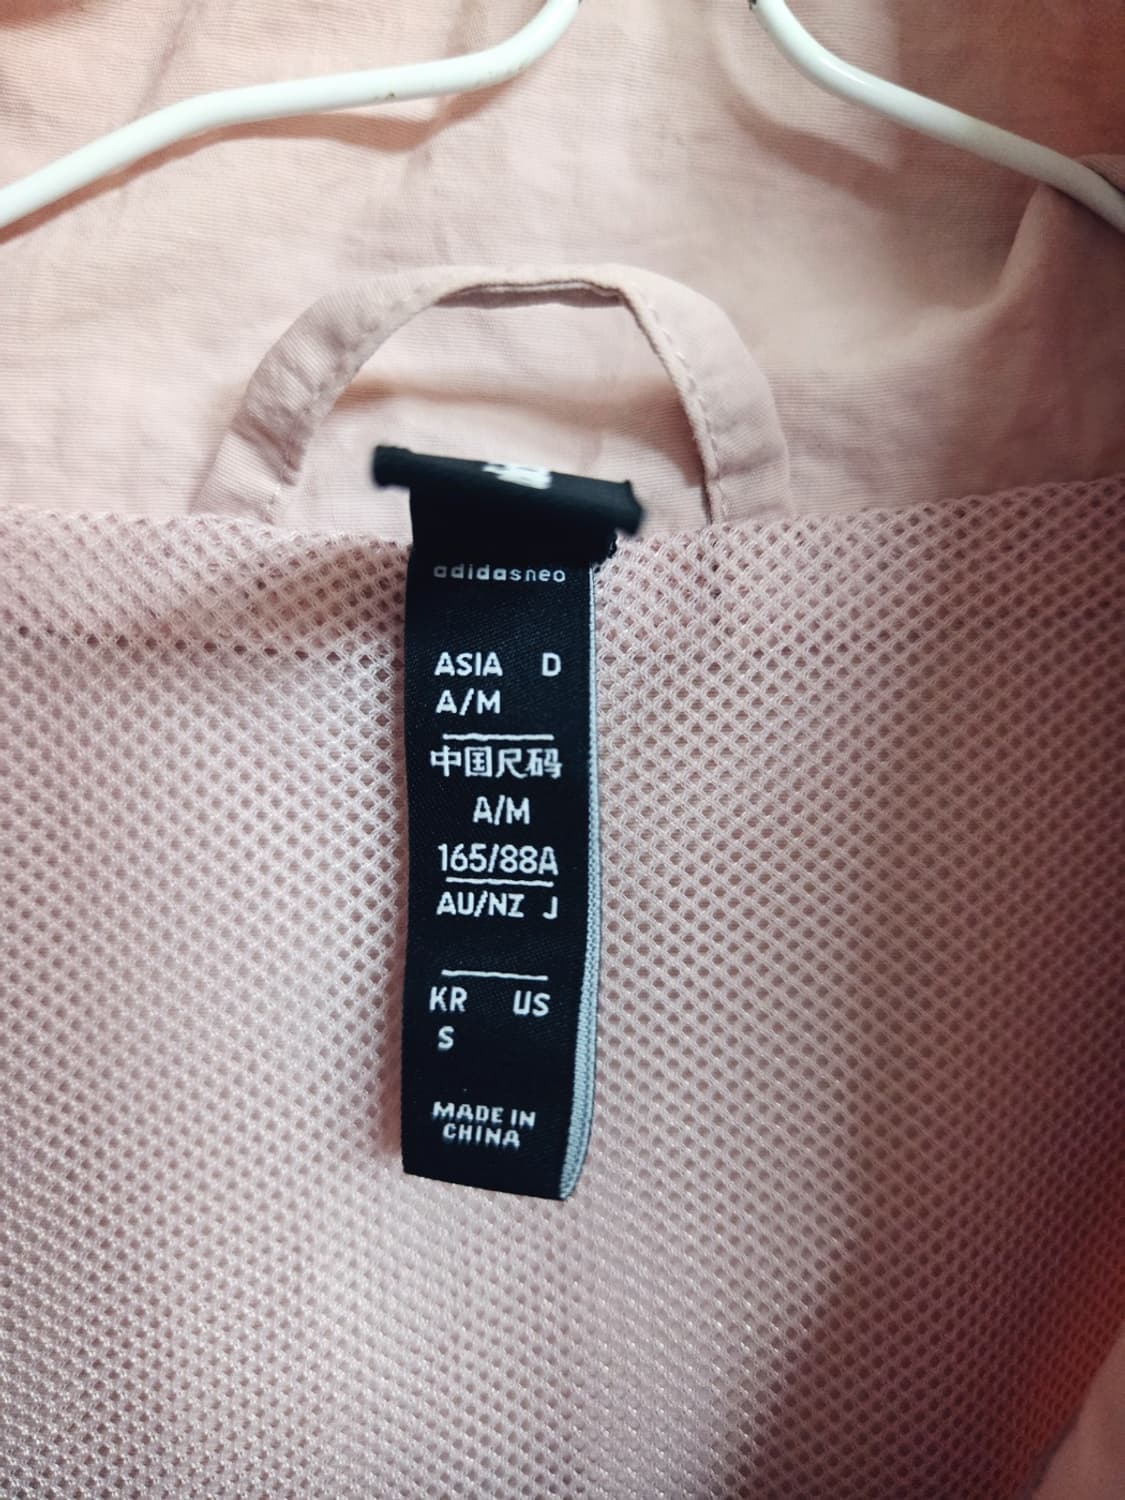 adidasneo
ASIA D
A/M
中国尺码
A/M
165/88A
AU/NZ J
KR US
S
MADE IN
CHINA